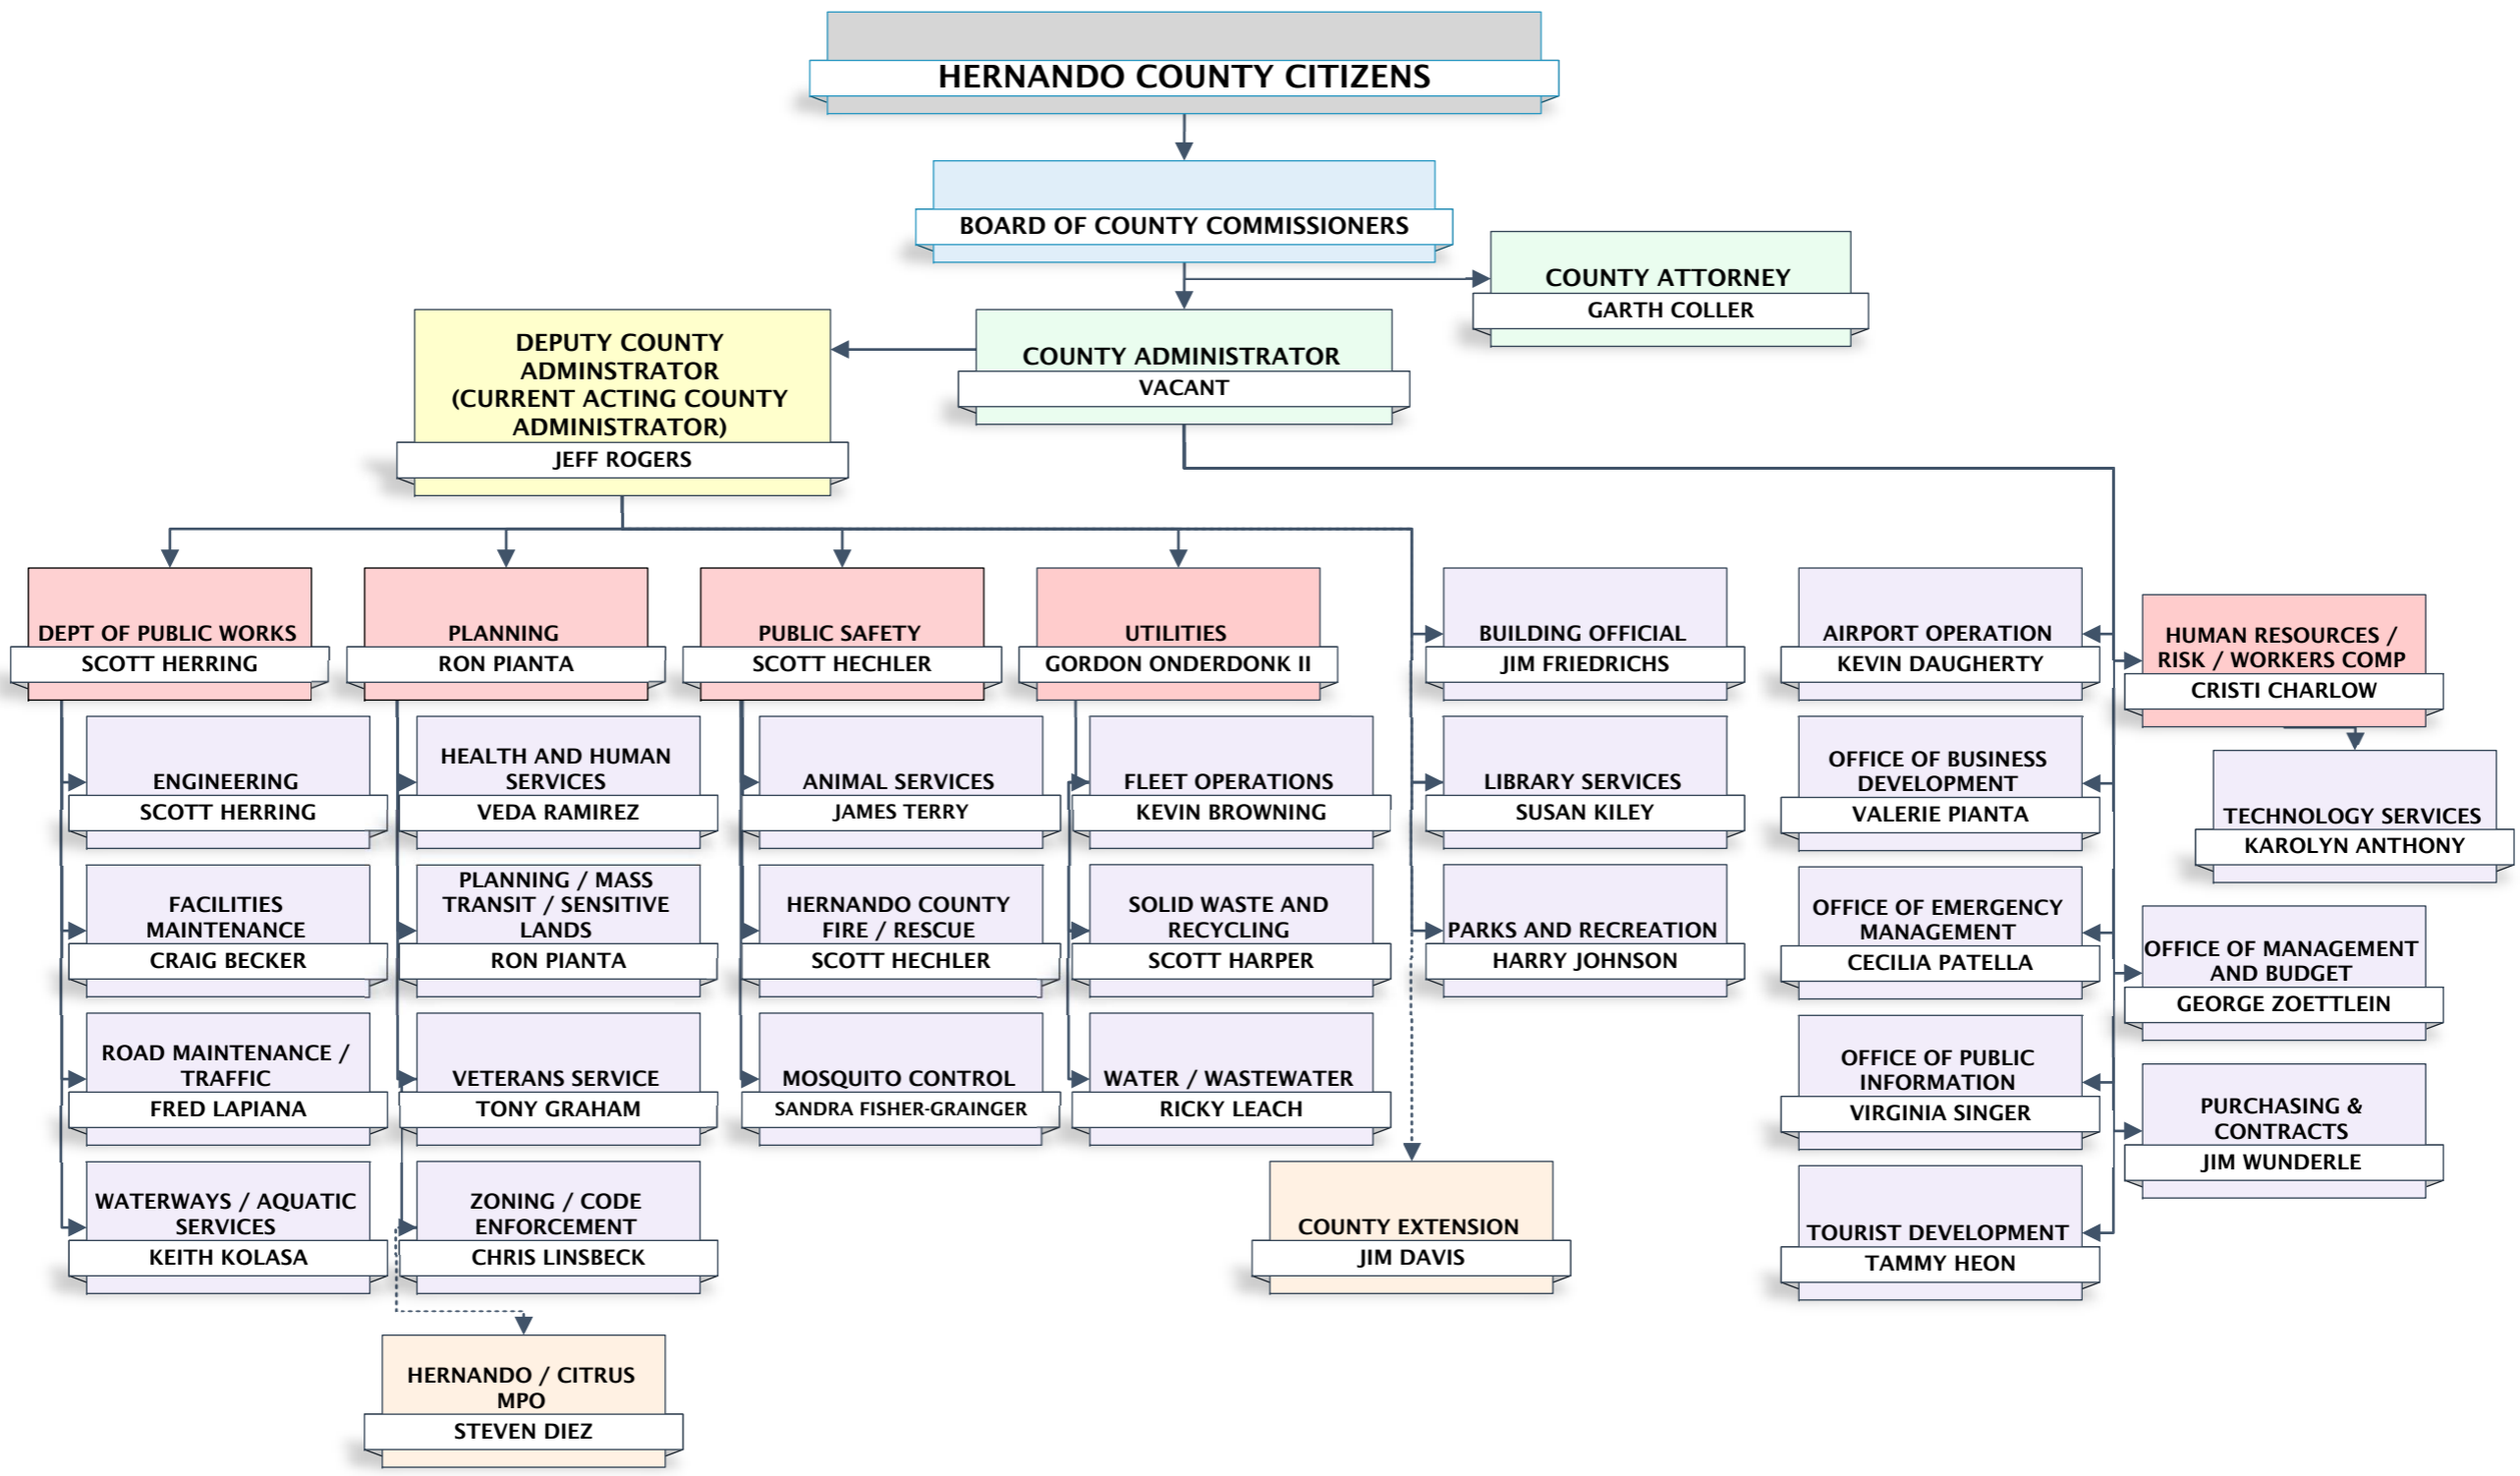 HERNANDO COUNTY CITIZENS
BOARD OF COUNTY COMMISSIONERS
COUNTY ATTORNEY
GARTH COLLER
COUNTY ADMINISTRATOR
VACANT
DEPUTY COUNTY
ADMINSTRATOR
(CURRENT ACTING COUNTY
ADMINISTRATOR)
JEFF ROGERS
DEPT OF PUBLIC WORKS
SCOTT HERRING
ENGINEERING
SCOTT HERRING
FACILITIES
MAINTENANCE
CRAIG BECKER
ROAD MAINTENANCE /
TRAFFIC
FRED LAPIANA
WATERWAYS / AQUATIC
SERVICES
KEITH KOLASA
PLANNING
RON PIANTA
HEALTH AND HUMAN
SERVICES
VEDA RAMIREZ
PLANNING / MASS
TRANSIT / SENSITIVE
LANDS
RON PIANTA
VETERANS SERVICE
TONY GRAHAM
ZONING / CODE
ENFORCEMENT
CHRIS LINSBECK
HERNANDO / CITRUS
MPO
STEVEN DIEZ
PUBLIC SAFETY
SCOTT HECHLER
ANIMAL SERVICES
JAMES TERRY
HERNANDO COUNTY
FIRE / RESCUE
SCOTT HECHLER
MOSQUITO CONTROL
SANDRA FISHER-GRAINGER
UTILITIES
GORDON ONDERDONK II
FLEET OPERATIONS
KEVIN BROWNING
SOLID WASTE AND
RECYCLING
SCOTT HARPER
WATER / WASTEWATER
RICKY LEACH
BUILDING OFFICIAL
JIM FRIEDRICHS
LIBRARY SERVICES
SUSAN KILEY
PARKS AND RECREATION
HARRY JOHNSON
COUNTY EXTENSION
JIM DAVIS
AIRPORT OPERATION
KEVIN DAUGHERTY
OFFICE OF BUSINESS
DEVELOPMENT
VALERIE PIANTA
OFFICE OF EMERGENCY
MANAGEMENT
CECILIA PATELLA
OFFICE OF PUBLIC
INFORMATION
VIRGINIA SINGER
TOURIST DEVELOPMENT
TAMMY HEON
HUMAN RESOURCES /
RISK / WORKERS COMP
CRISTI CHARLOW
TECHNOLOGY SERVICES
KAROLYN ANTHONY
OFFICE OF MANAGEMENT
AND BUDGET
GEORGE ZOETTLEIN
PURCHASING &
CONTRACTS
JIM WUNDERLE